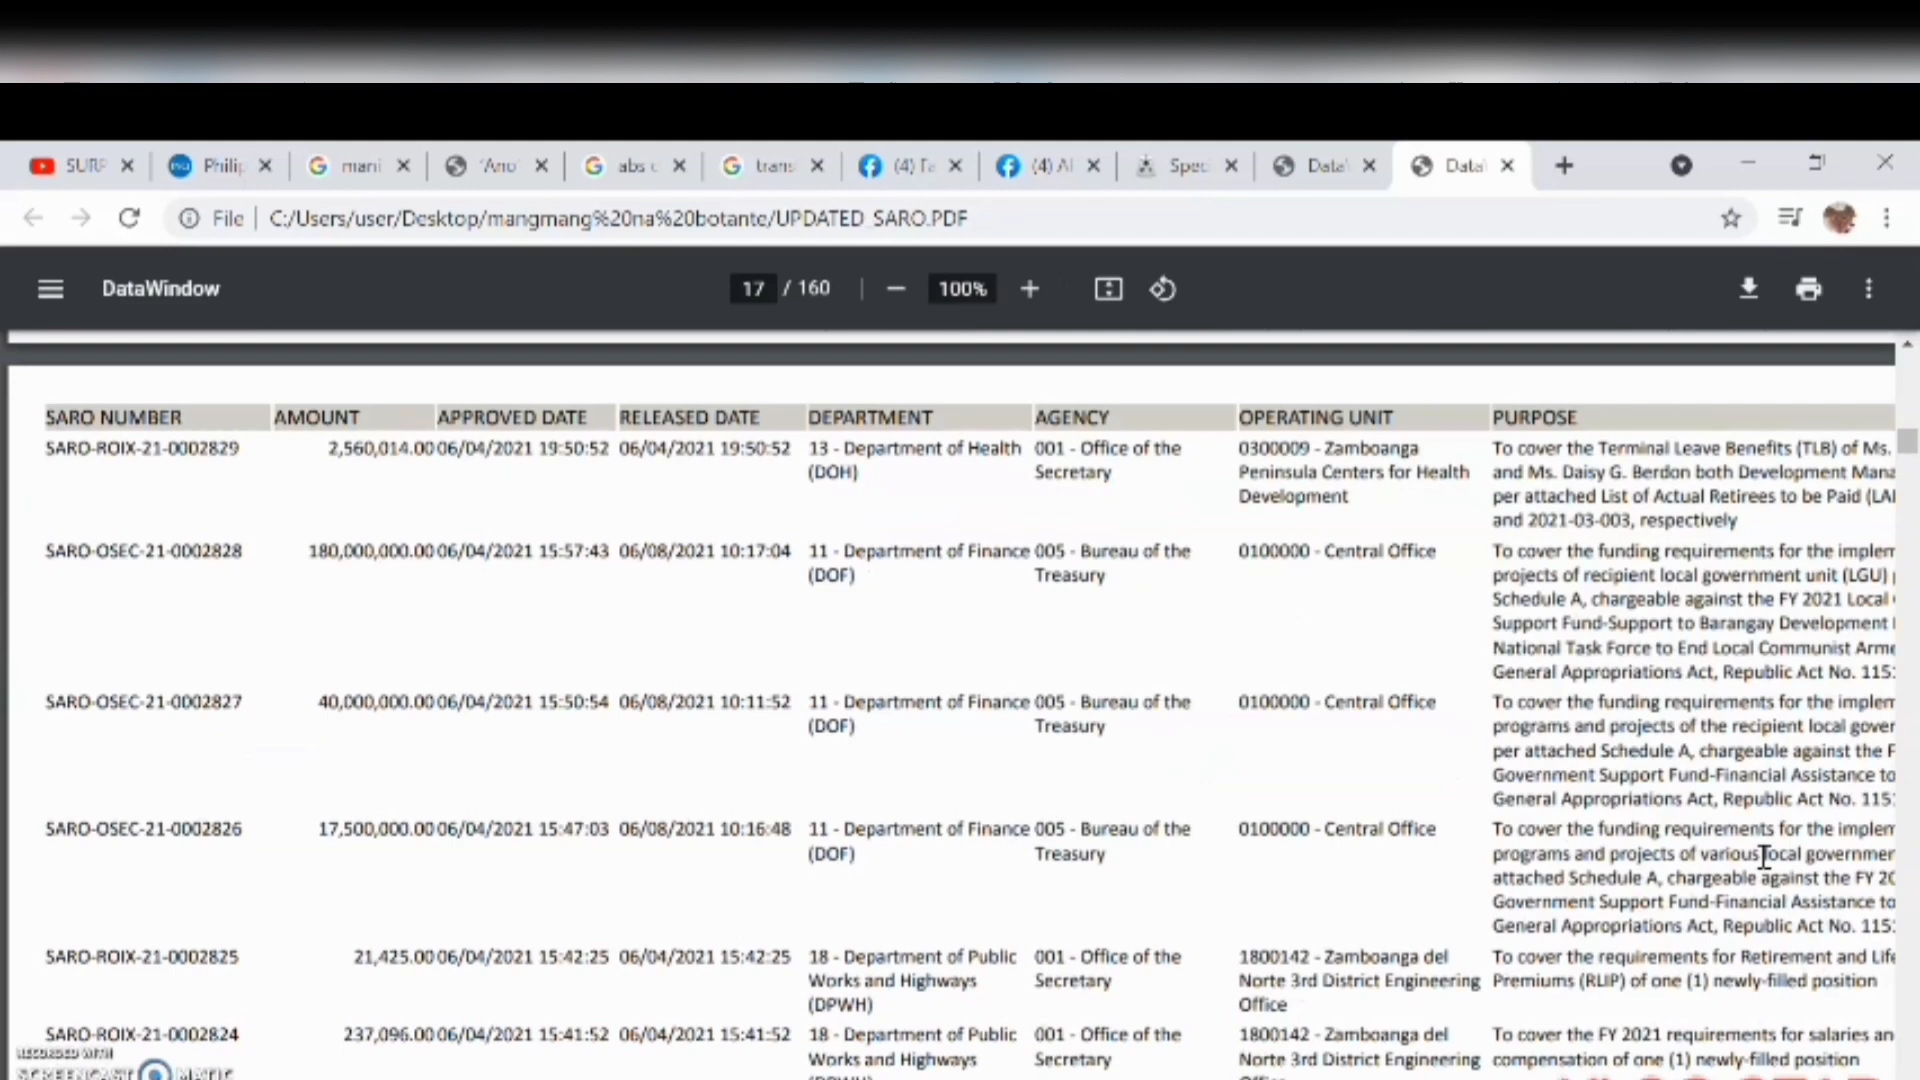 SURP
Philip
mani
'Ano'
abs c
trans
(4) Fa
(4) Al
Spec
Data
Data
File
C:/Users/user/Desktop/mangmang%20na%20botante/UPDATED_SARO.PDF
DataWindow
17 / 160
100%
SARO NUMBER AMOUNT APPROVED DATE RELEASED DATE DEPARTMENT AGENCY OPERATING UNIT PURPOSE
SARO-ROIX-21-0002829 2,560,014.00 06/04/2021 19:50:52 06/04/2021 19:50:52 13 - Department of Health 001 - Office of the 0300009 - Zamboanga To cover the Terminal Leave Benefits (TLB) of Ms.
(DOH) Secretary Peninsula Centers for Health and Ms. Daisy G. Berdon both Development Mana
Development per attached List of Actual Retirees to be Paid (LA
and 2021-03-003, respectively
SARO-OSEC-21-0002828 180,000,000.00 06/04/2021 15:57:43 06/08/2021 10:17:04 11 - Department of Finance 005 - Bureau of the 0100000 - Central Office To cover the funding requirements for the implem
(DOF) Treasury projects of recipient local government unit (LGU)
Schedule A, chargeable against the FY 2021 Local
Support Fund-Support to Barangay Development
National Task Force to End Local Communist Arme
General Appropriations Act, Republic Act No. 115
SARO-OSEC-21-0002827 40,000,000.00 06/04/2021 15:50:54 06/08/2021 10:11:52 11 - Department of Finance 005 - Bureau of the 0100000 - Central Office To cover the funding requirements for the implem
(DOF) Treasury programs and projects of the recipient local gover
per attached Schedule A, chargeable against the F
Government Support Fund-Financial Assistance to
General Appropriations Act, Republic Act No. 115
SARO-OSEC-21-0002826 17,500,000.00 06/04/2021 15:47:03 06/08/2021 10:16:48 11 - Department of Finance 005 - Bureau of the 0100000 - Central Office To cover the funding requirements for the implem
(DOF) Treasury programs and projects of various local governmer
attached Schedule A, chargeable against the FY 20
Government Support Fund-Financial Assistance to
General Appropriations Act, Republic Act No. 115
SARO-ROIX-21-0002825 21,425.00 06/04/2021 15:42:25 06/04/2021 15:42:25 18 - Department of Public 001 - Office of the 1800142 - Zamboanga del To cover the requirements for Retirement and Life
Works and Highways Secretary Norte 3rd District Engineering Premiums (RLIP) of one (1) newly-filled position
(DPWH) Office
SARO-ROIX-21-0002824 237,096.00 06/04/2021 15:41:52 06/04/2021 15:41:52 18 - Department of Public 001 - Office of the 1800142 - Zamboanga del To cover the FY 2021 requirements for salaries an
Works and Highways Secretary Norte 3rd District Engineering compensation of one (1) newly-filled position
RECORDED WITH
SCREENCAST MATIC